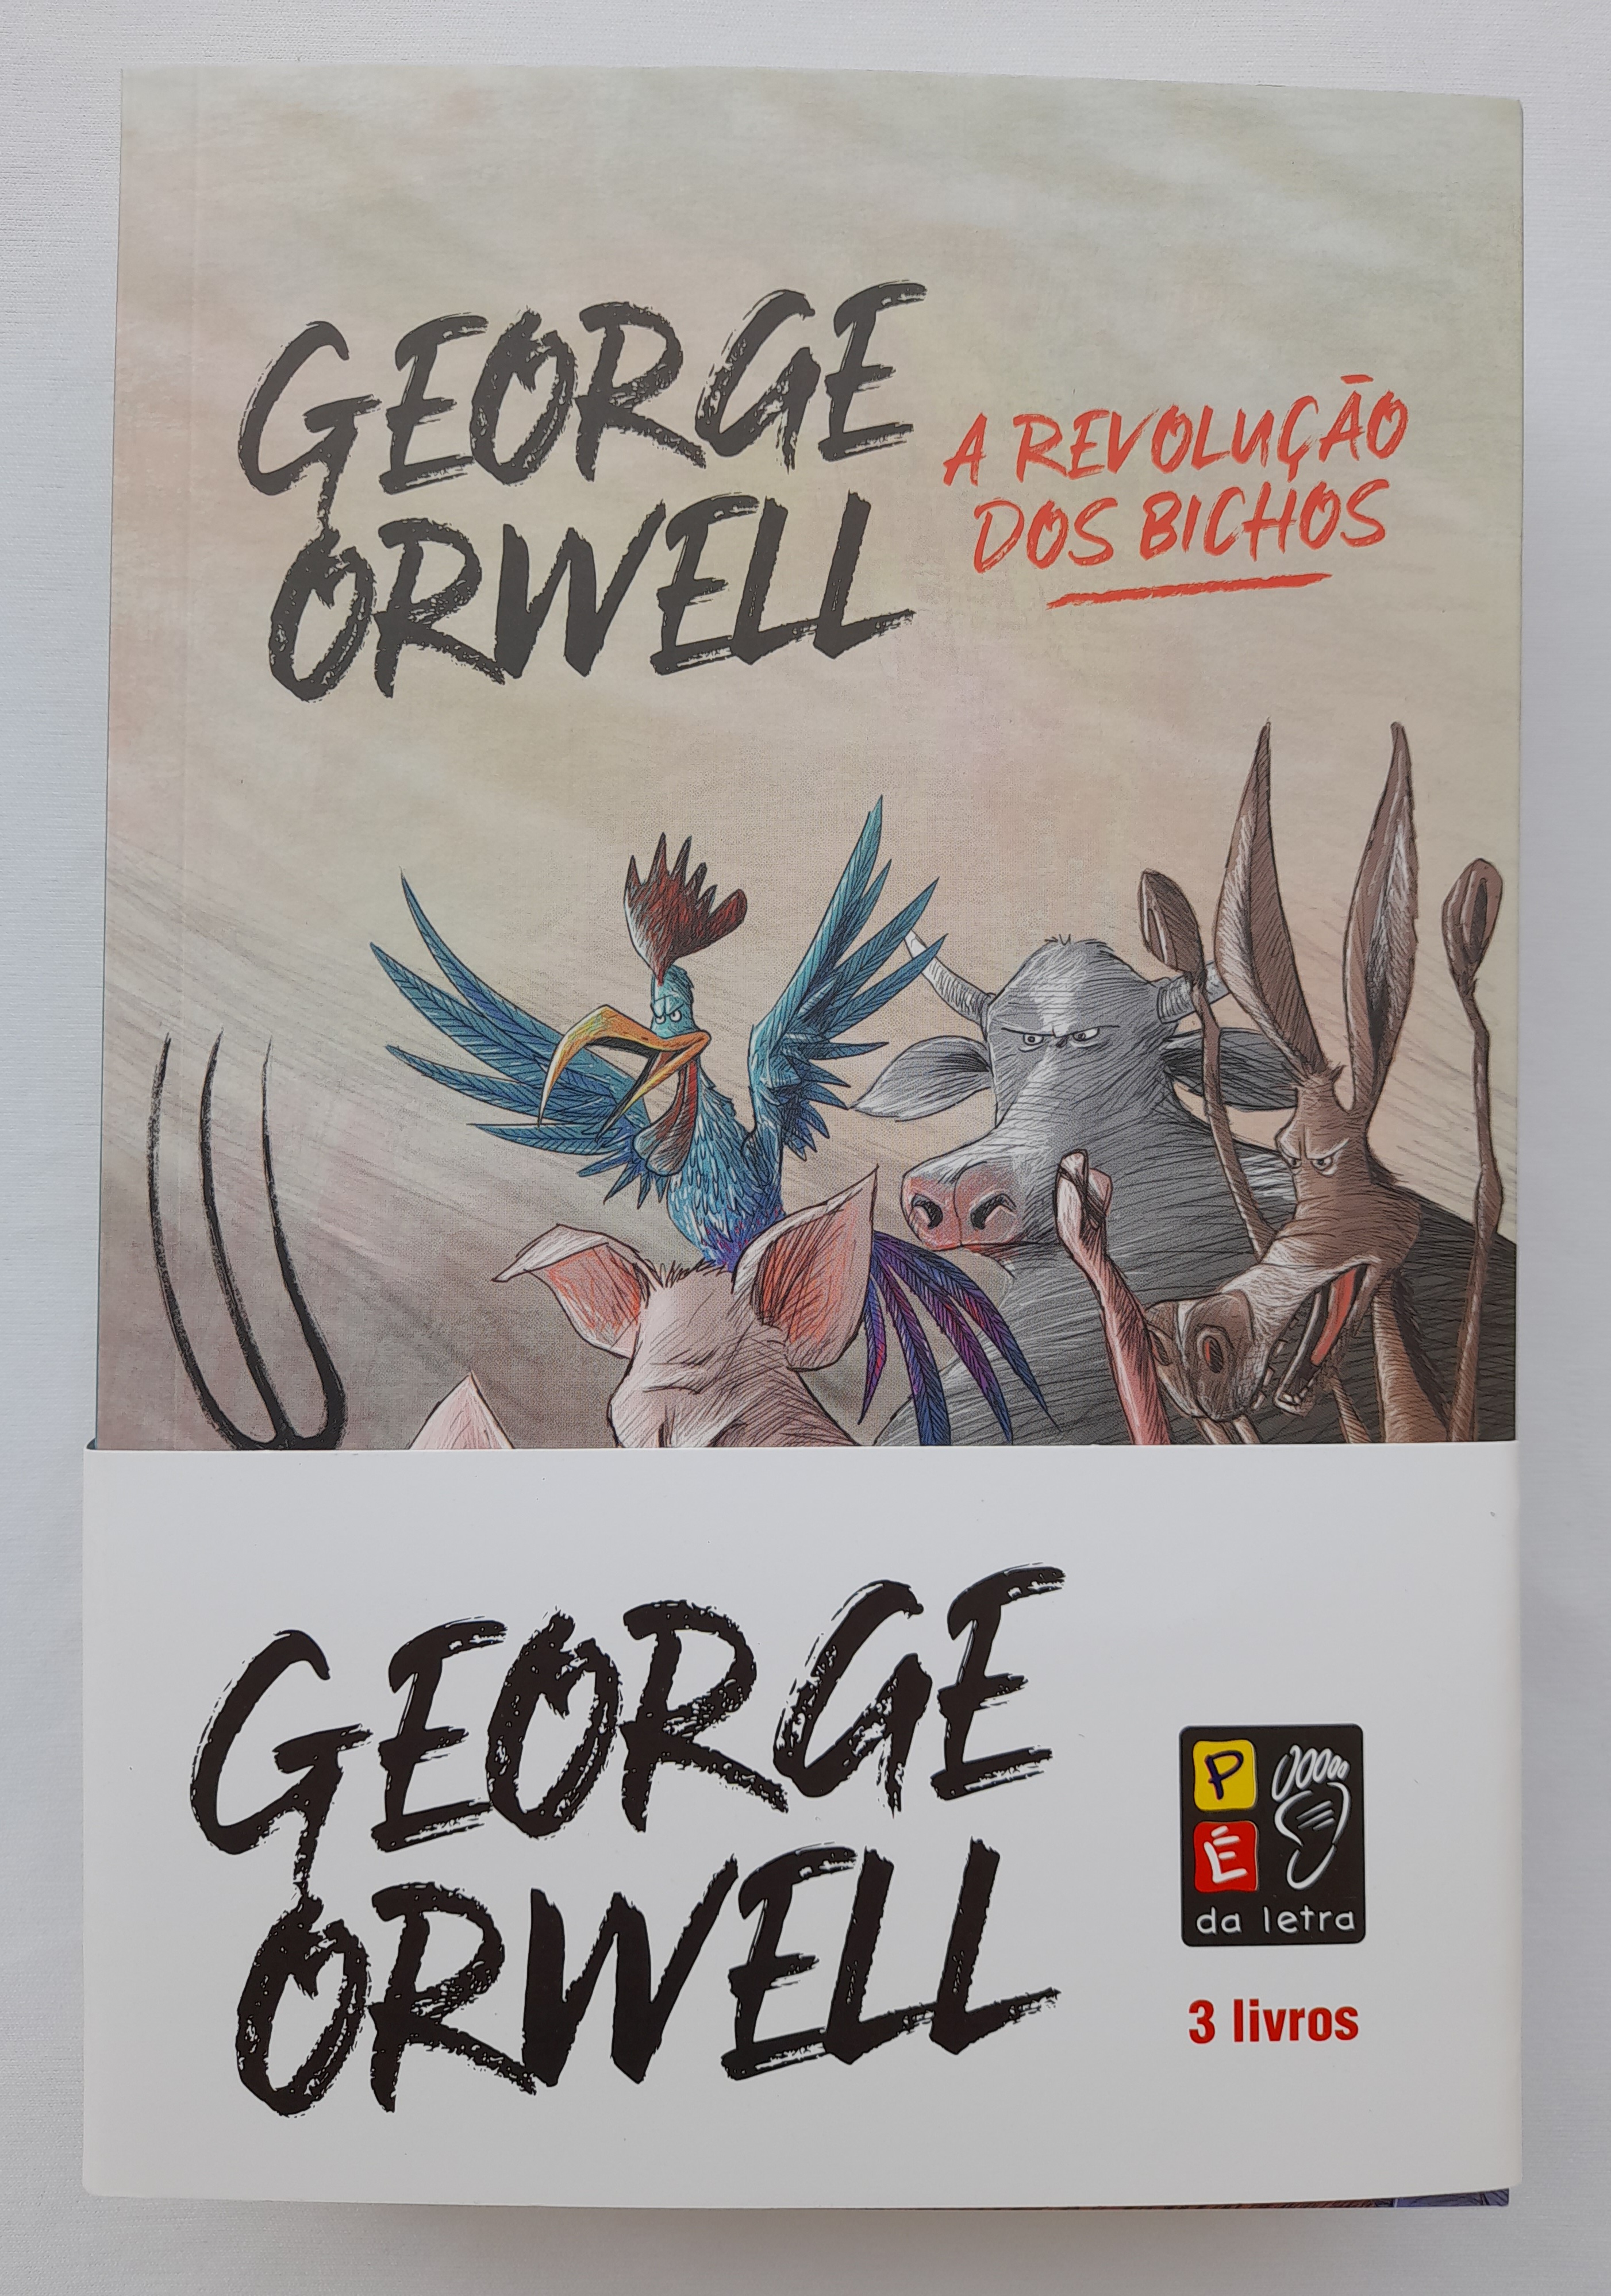 GEORGE
ORWELL
A REVOLUÇÃO
DOS BICHOS
GEORGE
ORWELL
P
É
da letra
3 livros